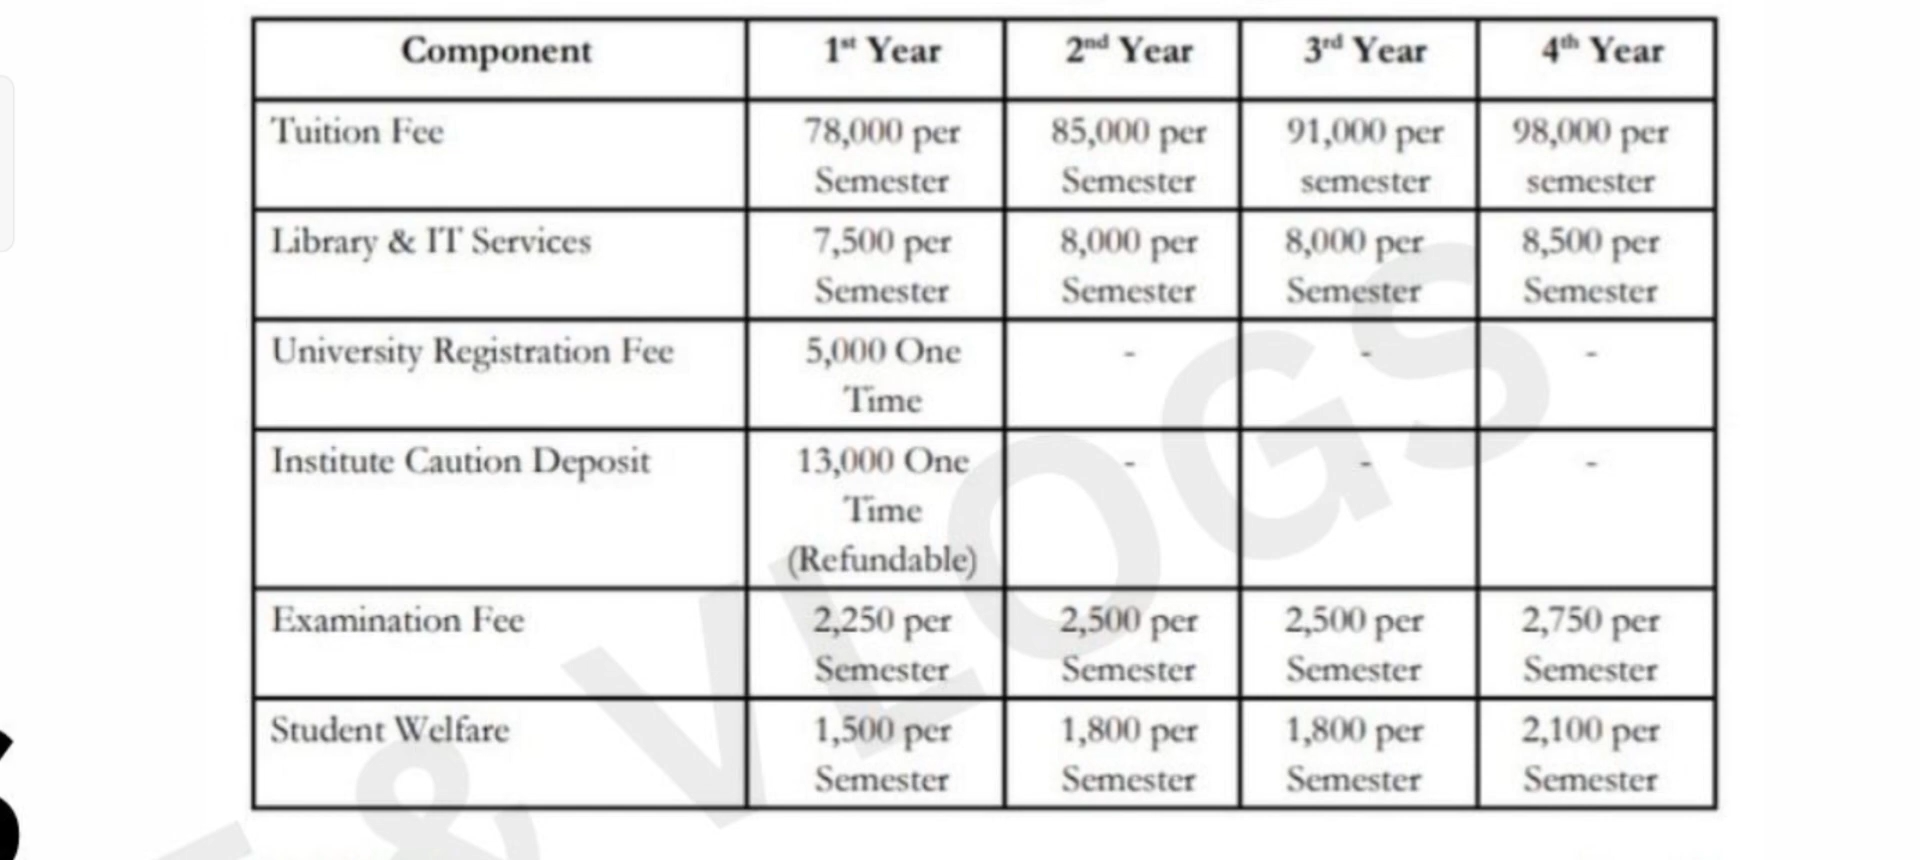 Component 1st Year 2nd Year 3rd Year 4th Year
Tuition Fee 78,000 per 85,000 per 91,000 per 98,000 per
Semester Semester semester semester
Library & IT Services 7,500 per 8,000 per 8,000 per 8,500 per
Semester Semester Semester Semester
University Registration Fee 5,000 One - - -
Time
Institute Caution Deposit 13,000 One - - -
Time
(Refundable)
Examination Fee 2,250 per 2,500 per 2,500 per 2,750 per
Semester Semester Semester Semester
Student Welfare 1,500 per 1,800 per 1,800 per 2,100 per
Semester Semester Semester Semester
& VLOGS